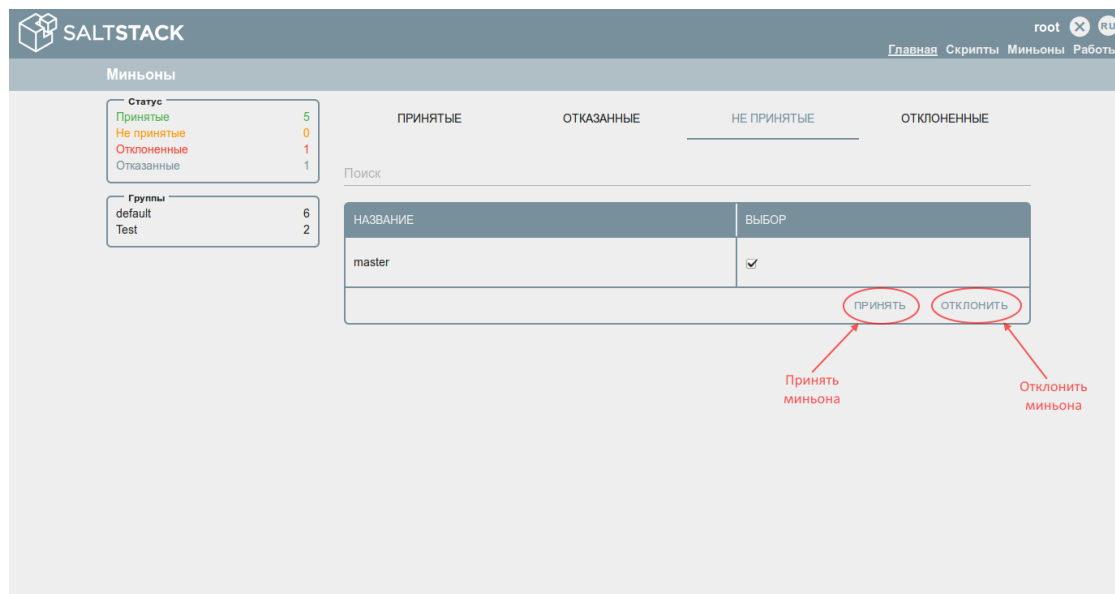 SALTSTACK
root RU
Главная Скрипты Миньоны
Миньоны
Статус
Принятые 5
Не принятые 0
Отклоненные 1
Отказанные 1
Группы
default 6
Test 2
ПРИНЯТЫЕ ОТКАЗАННЫЕ НЕ ПРИНЯТЫЕ ОТКЛОНЕННЫЕ
Поиск
НАЗВАНИЕ ВЫБОР
master
ПРИНЯТЬ ОТКЛОНИТЬ
Принять
миньона
Отклонить
миньона